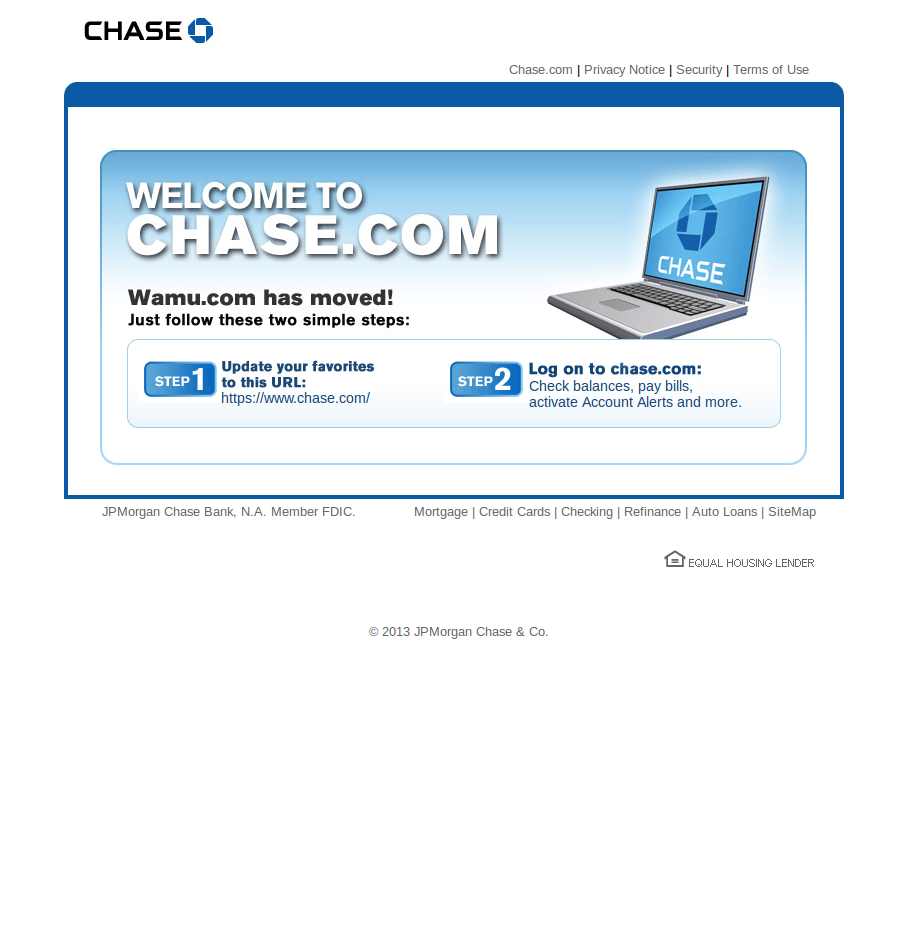 CHASE
Chase.com | Privacy Notice | Security | Terms of Use
WELCOME TO
CHASE.COM
CHASE
Wamu.com has moved!
Just follow these two simple steps:
STEP 1
Update your favorites
to this URL:
https://www.chase.com/
STEP 2
Log on to chase.com:
Check balances, pay bills,
activate Account Alerts and more.
JPMorgan Chase Bank, N.A. Member FDIC.
Mortgage | Credit Cards | Checking | Refinance | Auto Loans | SiteMap
EQUAL HOUSING LENDER
© 2013 JPMorgan Chase & Co.